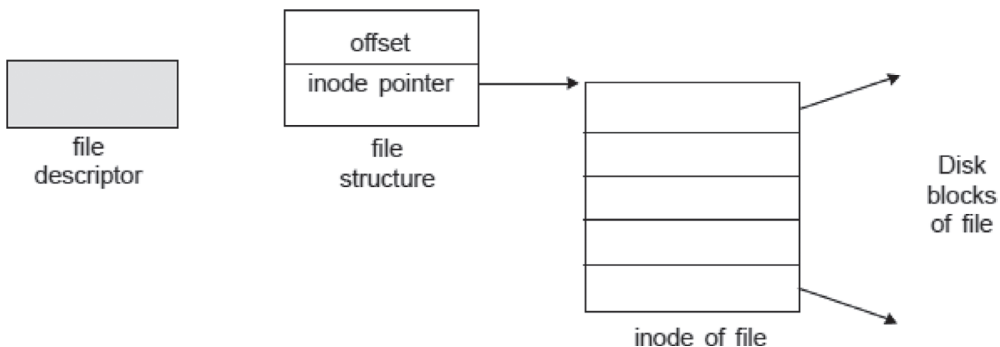 offset
inode pointer
file
descriptor
file
structure
Disk
blocks
of file
inode of file